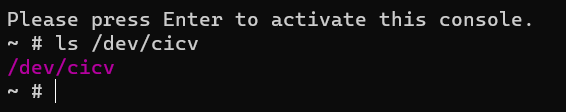 Please press Enter to activate this console.
~ # ls /dev/cicv
/dev/cicv
~ #